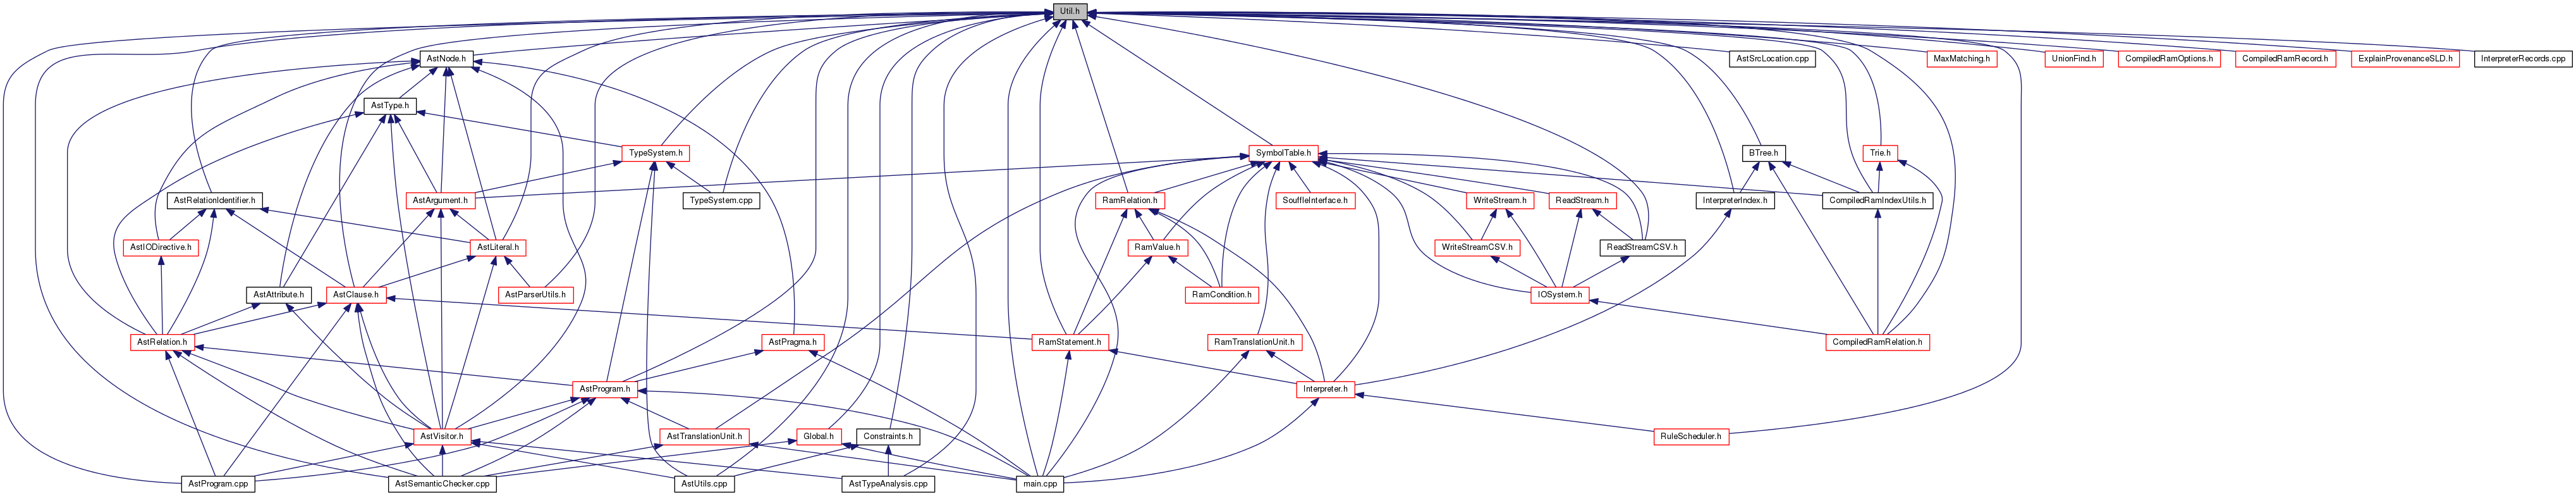 Util.h
AstNode.h
AstSrcLocation.cpp
MaxMatching.h
UnionFind.h
CompiledRamOptions.h
CompiledRamRecord.h
ExplainProvenanceSLD.h
InterpreterRecords.cpp
AstType.h
TypeSystem.h
SymbolTable.h
BTree.h
Trie.h
AstRelationIdentifier.h
AstArgument.h
TypeSystem.cpp
RamRelation.h
SouffleInterface.h
WriteStream.h
ReadStream.h
InterpreterIndex.h
CompiledRamIndexUtils.h
AstIODirective.h
AstLiteral.h
RamValue.h
WriteStreamCSV.h
ReadStreamCSV.h
AstAttribute.h
AstClause.h
AstParserUtils.h
RamCondition.h
IOSystem.h
AstRelation.h
AstPragma.h
RamStatement.h
RamTranslationUnit.h
CompiledRamRelation.h
AstProgram.h
Interpreter.h
AstVisitor.h
AstTranslationUnit.h
Global.h
Constraints.h
RuleScheduler.h
AstProgram.cpp
AstSemanticChecker.cpp
AstUtils.cpp
AstTypeAnalysis.cpp
main.cpp